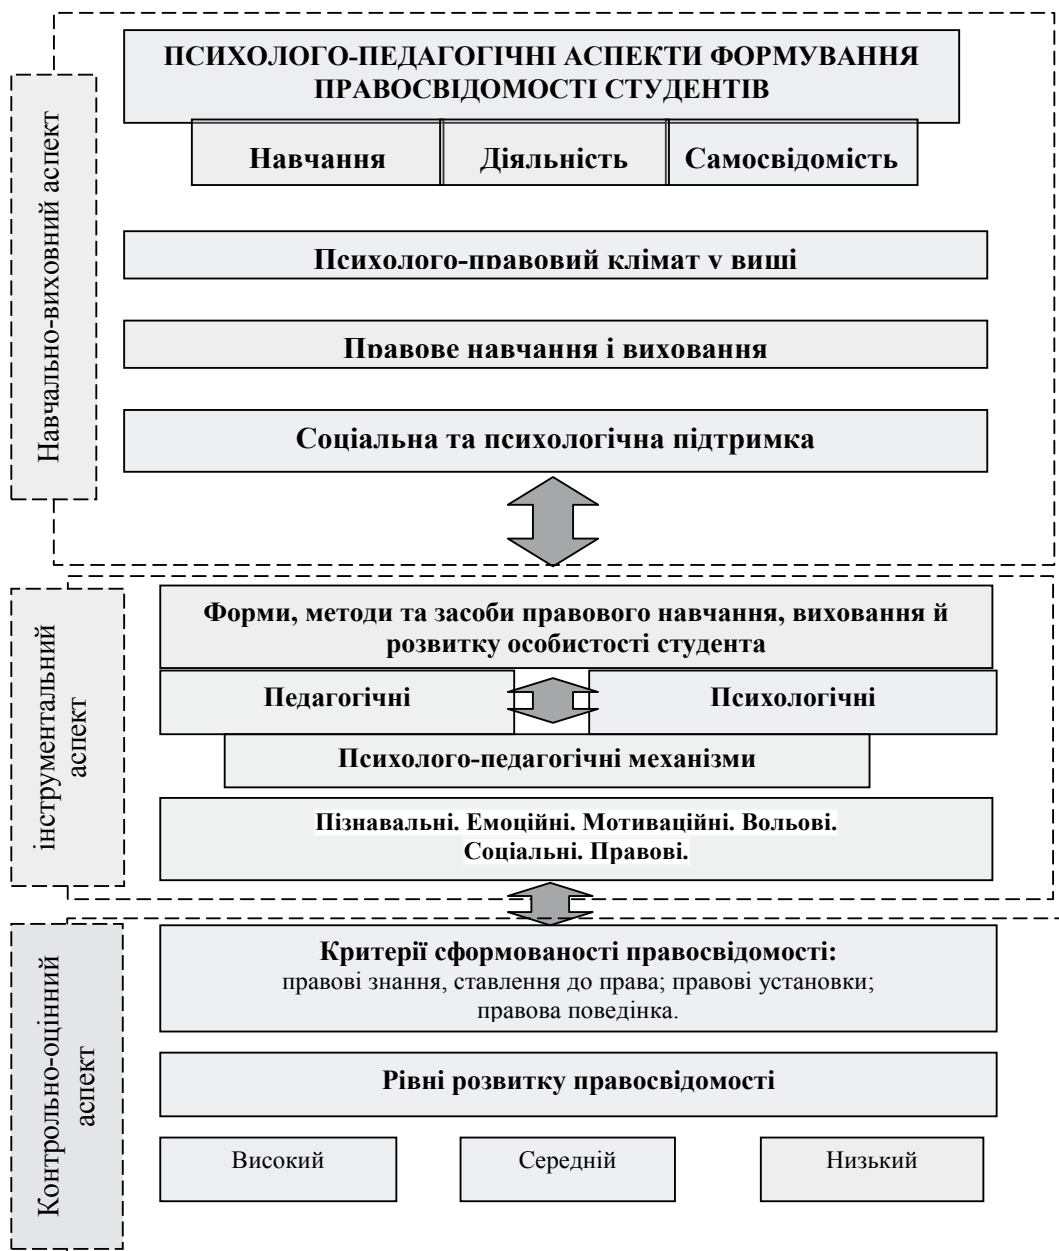 Навчально-виховний аспект
ПСИХОЛОГО-ПЕДАГОГІЧНІ АСПЕКТИ ФОРМУВАННЯ
ПРАВОСВІДОМОСТІ СТУДЕНТІВ
Навчання
Діяльність
Самосвідомість
Психолого-правовий клімат у виші
Правове навчання і виховання
Соціальна та психологічна підтримка
інструментальний
аспект
Форми, методи та засоби правового навчання, виховання й
розвитку особистості студента
Педагогічні
Психологічні
Психолого-педагогічні механізми
Пізнавальні. Емоційні. Мотиваційні. Вольові.
Соціальні. Правові.
Контрольно-оцінний
аспект
Критерії сформованості правосвідомості:
правові знання, ставлення до права; правові установки;
правова поведінка.
Рівні розвитку правосвідомості
Високий
Середній
Низький